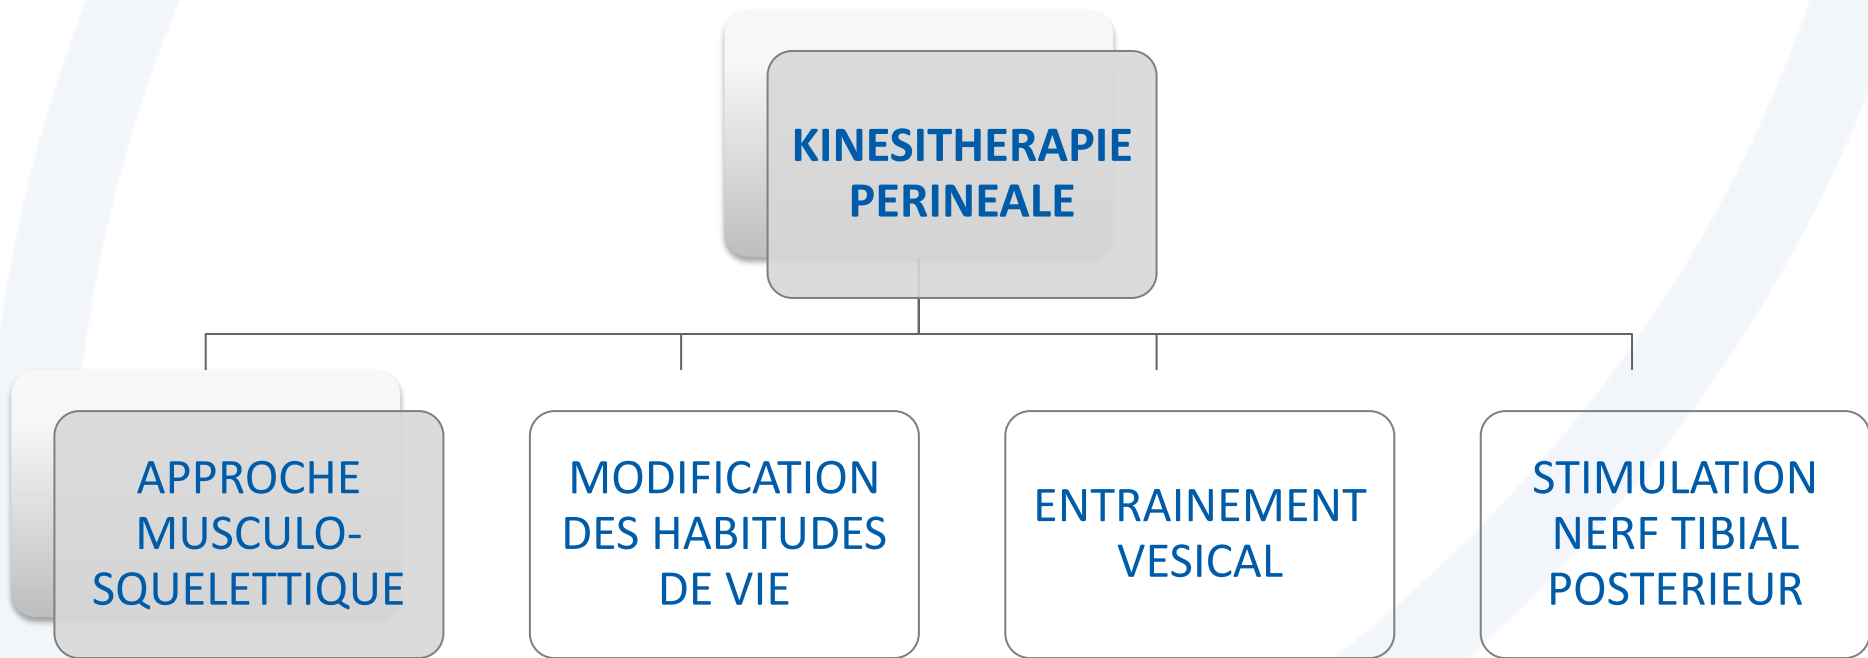 KINESITHERAPIE
PERINEALE
APPROCHE
MUSCULO-
SQUELETTIQUE
MODIFICATION
DES HABITUDES
DE VIE
ENTRAINEMENT
VESICAL
STIMULATION
NERF TIBIAL
POSTERIEUR